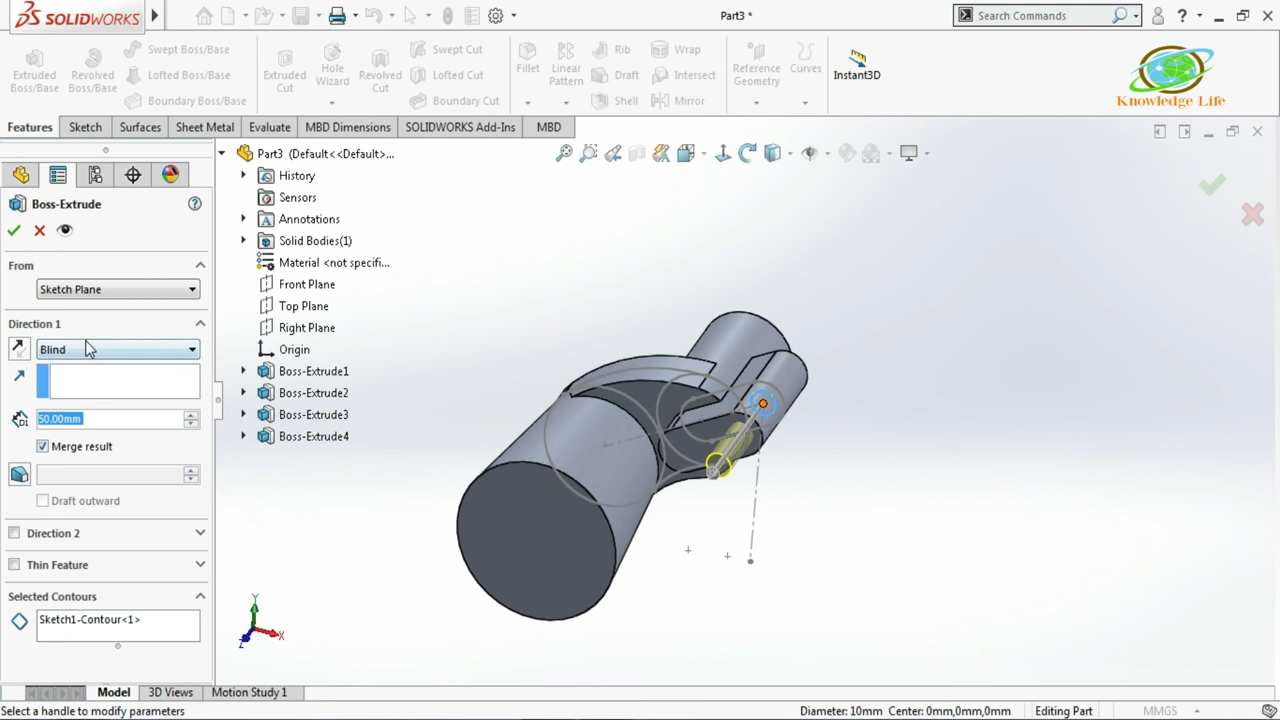 SOLIDWORKS
Part3 *
Search Commands
Extruded Boss/Base
Revolved Boss/Base
Swept Boss/Base
Lofted Boss/Base
Boundary Boss/Base
Extruded Cut
Hole Wizard
Revolved Cut
Swept Cut
Lofted Cut
Boundary Cut
Fillet
Linear Pattern
Rib
Draft
Shell
Wrap
Intersect
Mirror
Reference Geometry
Curves
Instant3D
Knowledge Life
Features
Sketch
Surfaces
Sheet Metal
Evaluate
MBD Dimensions
SOLIDWORKS Add-Ins
MBD
Boss-Extrude
From
Sketch Plane
Direction 1
Blind
D1
50.00mm
Merge result
Draft outward
Direction 2
Thin Feature
Selected Contours
Sketch1-Contour<1>
Part3 (Default<<Default>...
History
Sensors
Annotations
Solid Bodies(1)
Material <not specifi...
Front Plane
Top Plane
Right Plane
Origin
Boss-Extrude1
Boss-Extrude2
Boss-Extrude3
Boss-Extrude4
Y
X
Z
Model
3D Views
Motion Study 1
Select a handle to modify parameters
Diameter: 10mm Center: 0mm,0mm,0mm
Editing Part
MMGS